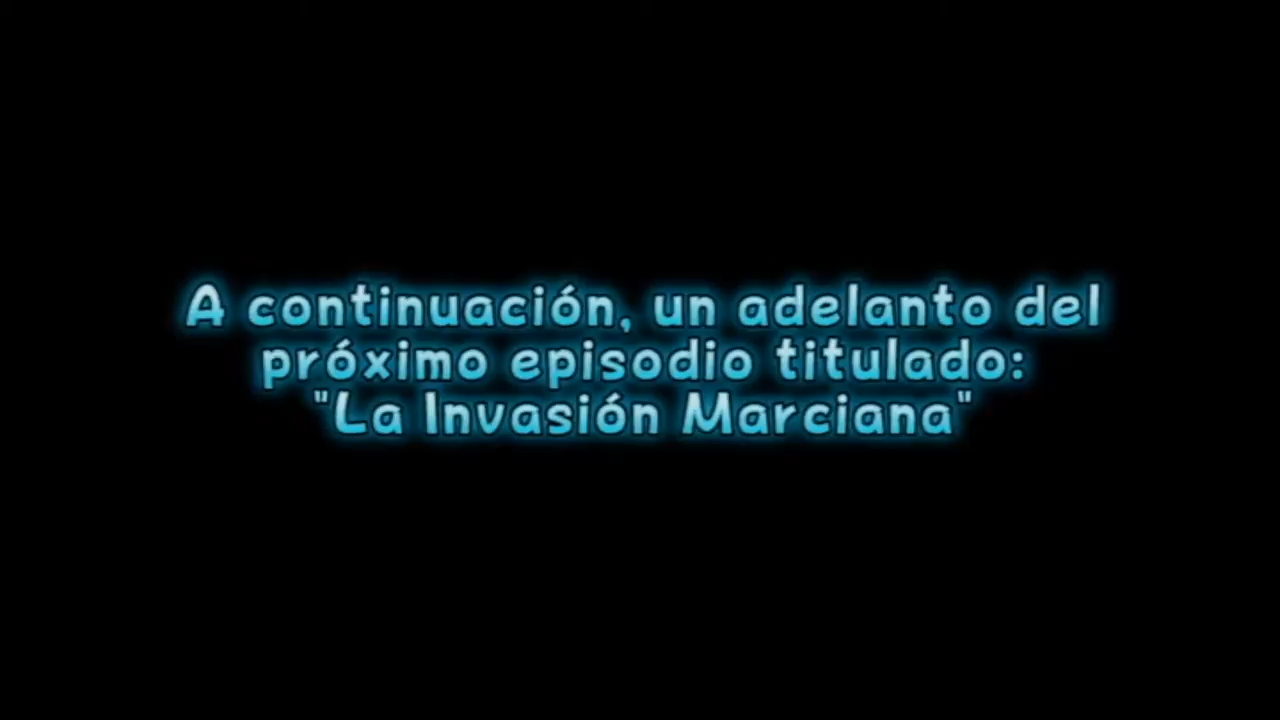 A continuación, un adelanto del
próximo episodio titulado:
"La Invasión Marciana"